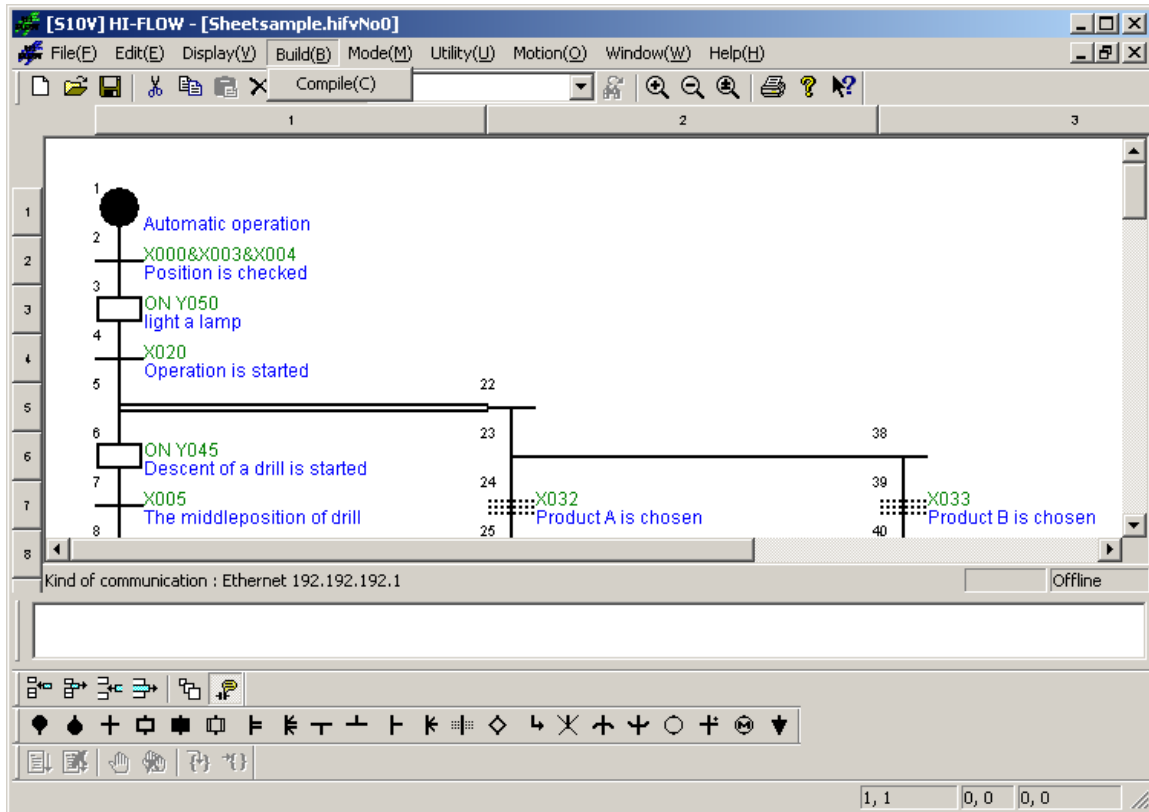 [S10V] HI-FLOW - [Sheetsample.hifvNo0]
File(F) Edit(E) Display(V) Build(B) Mode(M) Utility(U) Motion(O) Window(W) Help(H)
Compile(C)
1 2 3
1
1
Automatic operation
2
2
X000&X003&X004
Position is checked
3
3
ON Y050
light a lamp
4
4
X020
Operation is started
5 22
5
6 23 38
6
ON Y045
Descent of a drill is started
7 24 39
7
X005 X032 X033
The middleposition of drill Product A is chosen Product B is chosen
8 25 40
8
Kind of communication : Ethernet 192.192.192.1 Offline
M
1, 1 0, 0 0, 0